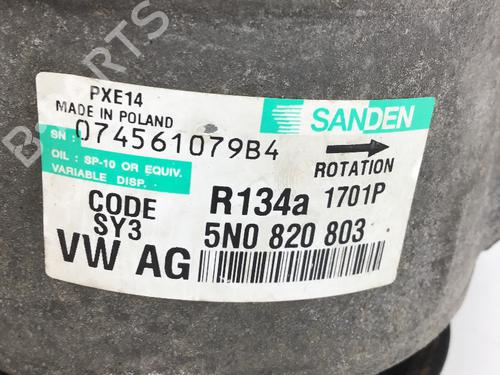 PARTS
PXE14
MADE IN POLAND
SANDEN
SN: 074561079B4
ROTATION
OIL : SP-10 OR EQUIV.
VARIABLE DISP.
CODE
SY3
R134a 1701P
5N0 820 803
VW AG